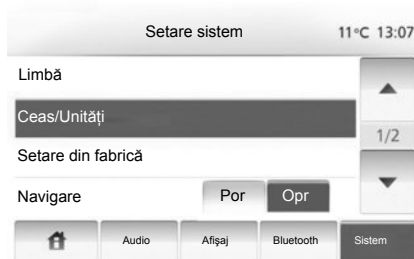 Setare sistem 11°C 13:07
Limbă
Ceas/Unități
1/2
Setare din fabrică
Navigare Por Opr
Audio Afișaj Bluetooth Sistem